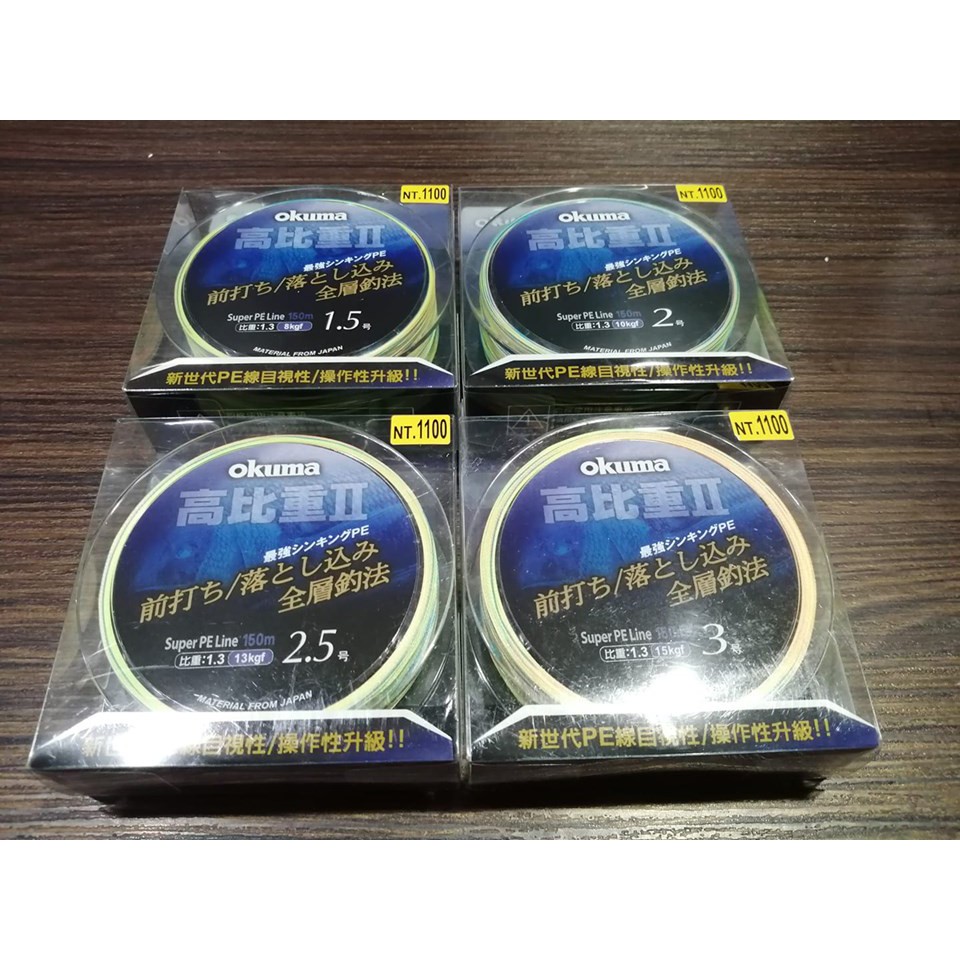 NT.1100
okuma
高比重II
最強シンキングPE
前打ち/落とし込み
全層釣法
Super PE Line 150m
比重:1.3 8kgf 1.5号
MATERIAL FROM JAPAN
新世代PE線目視性/操作性升級!!
NT.1100
okuma
高比重II
最強シンキングPE
前打ち/落とし込み
全層釣法
Super PE Line 150m
比重:1.3 10kgf 2号
MATERIAL FROM JAPAN
新世代PE線目視性/操作性升級!!
NT.1100
okuma
高比重II
最強シンキングPE
前打ち/落とし込み
全層釣法
Super PE Line 150m
比重:1.3 13kgf 2.5号
MATERIAL FROM JAPAN
新世代PE線目視性/操作性升級!!
NT.1100
okuma
高比重II
最強シンキングPE
前打ち/落とし込み
全層釣法
Super PE Line
比重:1.3 15kgf 3号
新世代PE線目視性/操作性升級!!